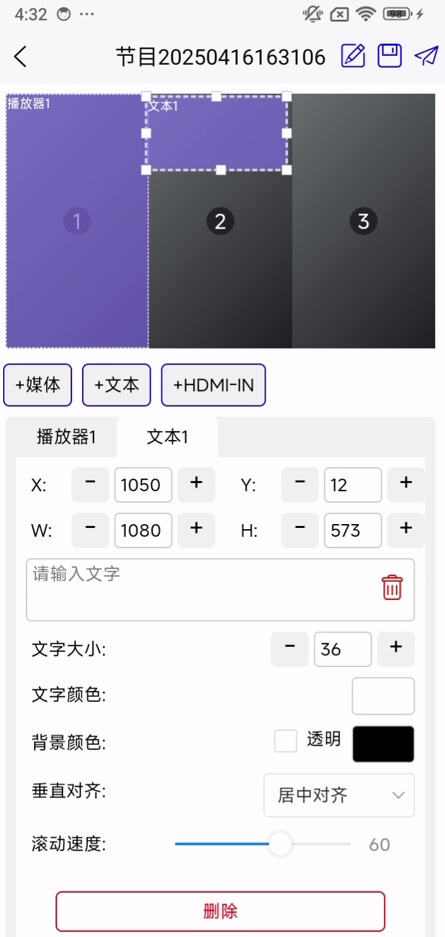 4:32
98
节目20250416163106
播放器1
文本1
1
2
3
+媒体
+文本
+HDMI-IN
播放器1
文本1
X: - 1050 + Y: - 12 +
W: - 1080 + H: - 573 +
请输入文字
文字大小: - 36 +
文字颜色:
背景颜色: 透明
垂直对齐: 居中对齐
滚动速度: 60
删除